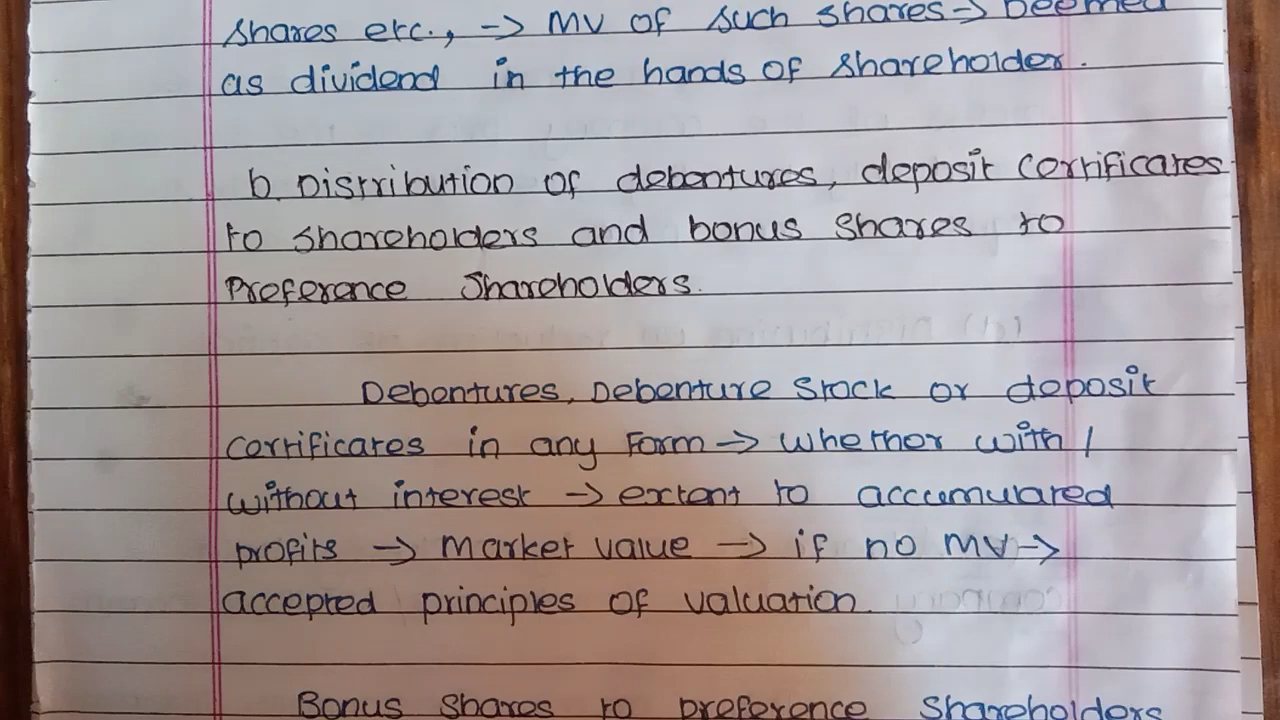 shares etc., -> MV of such shares -> Deemed
as dividend in the hands of shareholder.
b. Distribution of debentures, deposit certificates
to shareholders and bonus shares to
Preference Shareholders.
Debentures, Debenture Stock or deposit
certificates in any Form -> whether with /
without interest -> extent to accumulated
profits -> Market value -> if no MV ->
accepted principles of valuation.
Bonus shares to preference shareholders